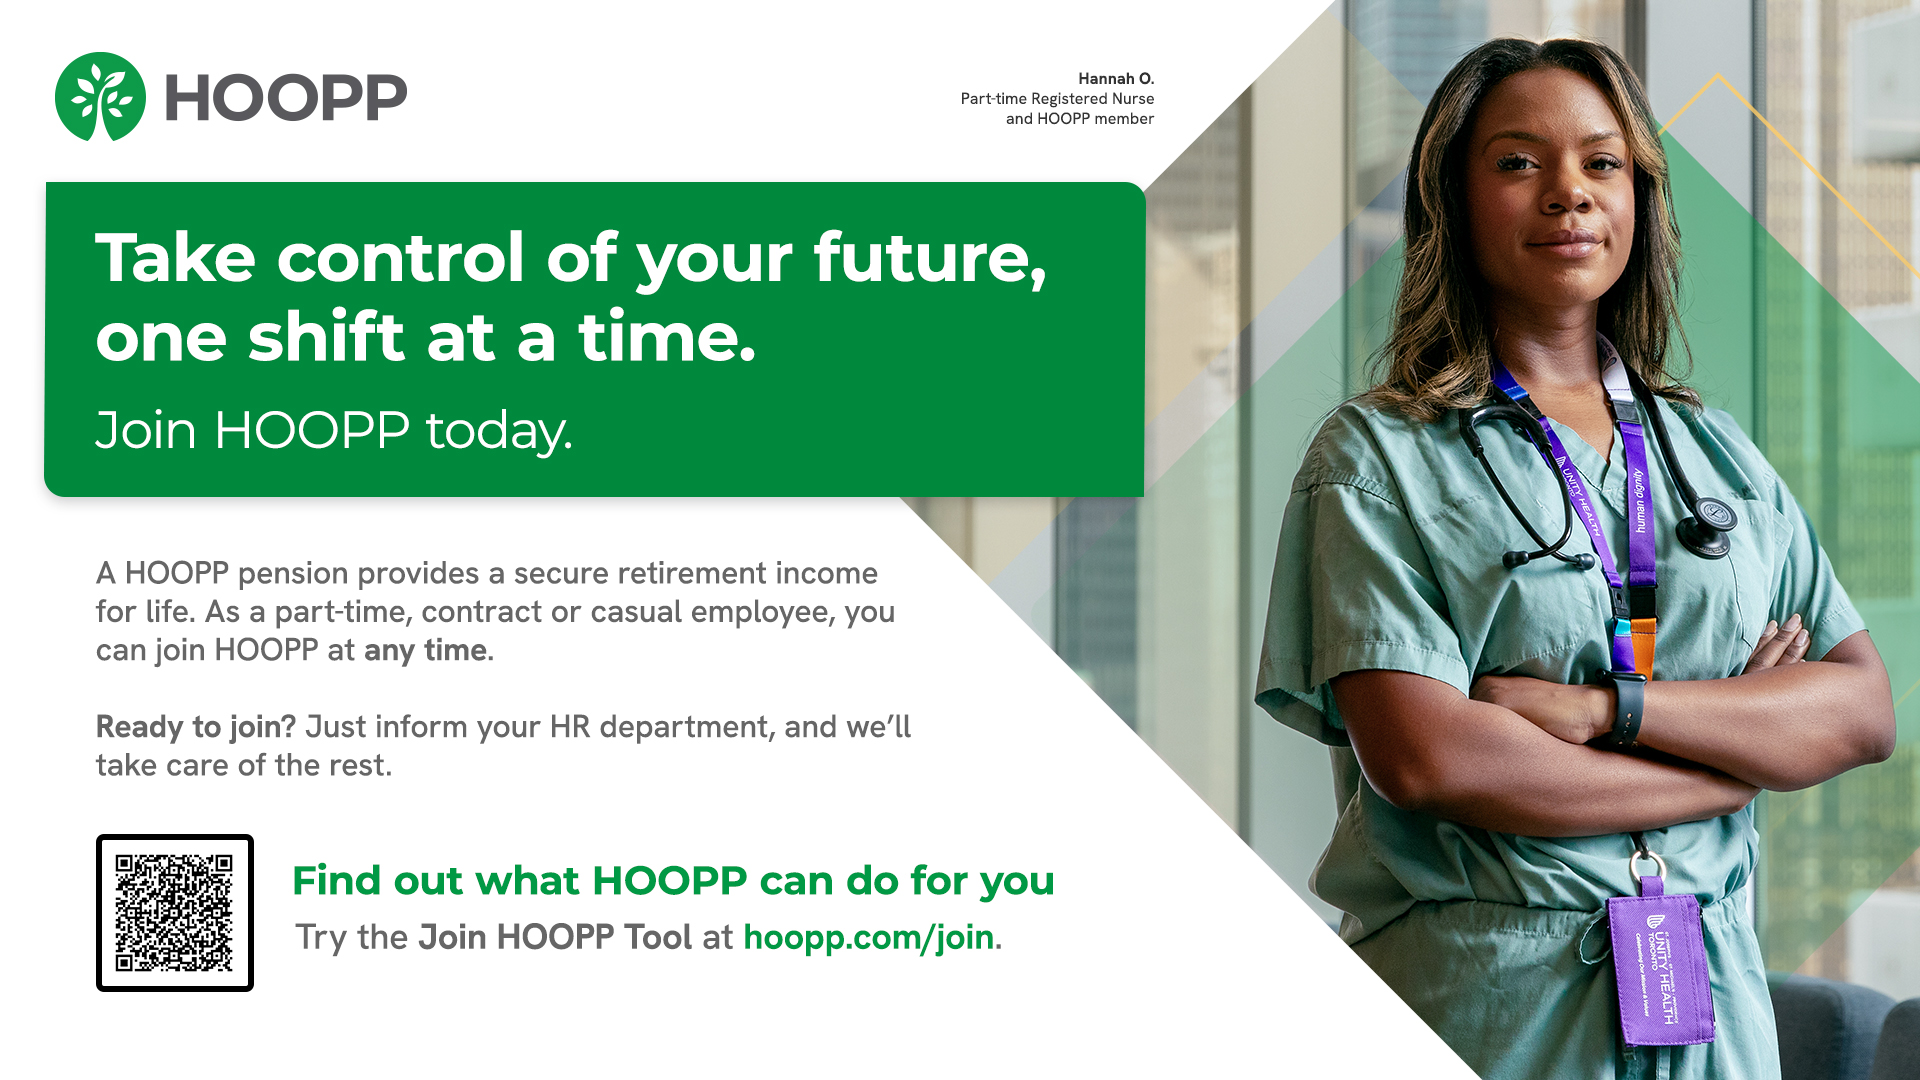 HOOPP
Hannah O.
Part-time Registered Nurse
and HOOPP member
Take control of your future,
one shift at a time.
Join HOOPP today.
A HOOPP pension provides a secure retirement income
for life. As a part-time, contract or casual employee, you
can join HOOPP at any time.
Ready to join? Just inform your HR department, and we’ll
take care of the rest.
Find out what HOOPP can do for you
Try the Join HOOPP Tool at hoopp.com/join.
UNITY HEALTH
TORONTO
human dignity
UNITY HEALTH
TORONTO